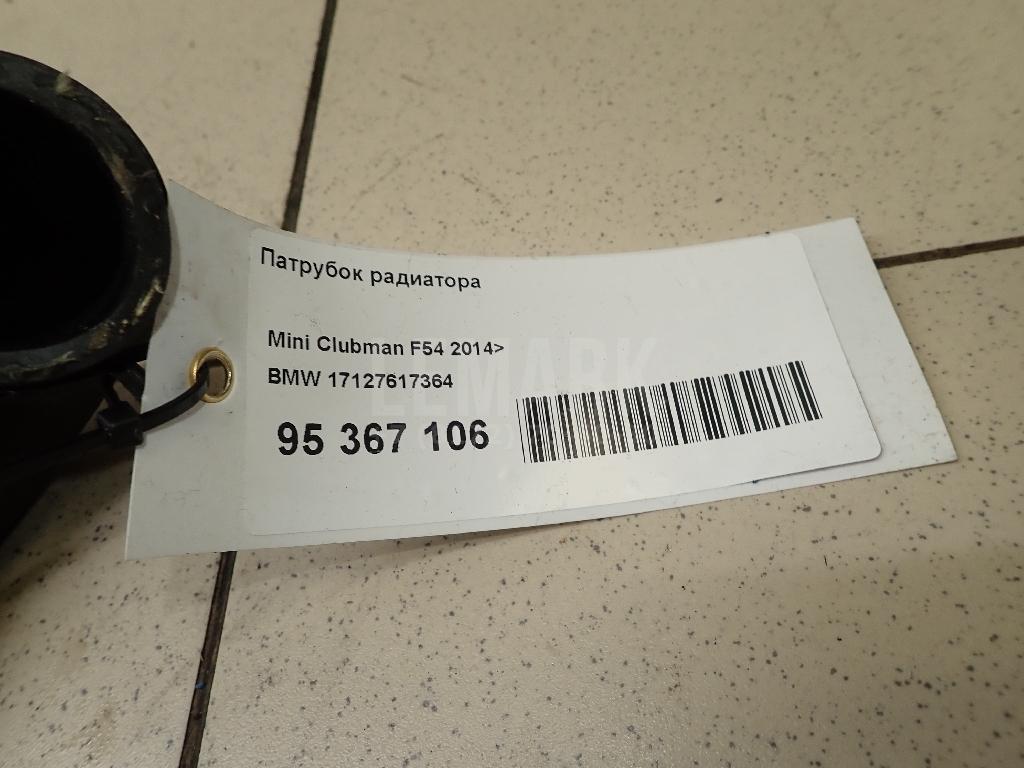 Патрубок радиатора
Mini Clubman F54 2014>
BMW 17127617364
95 367 106